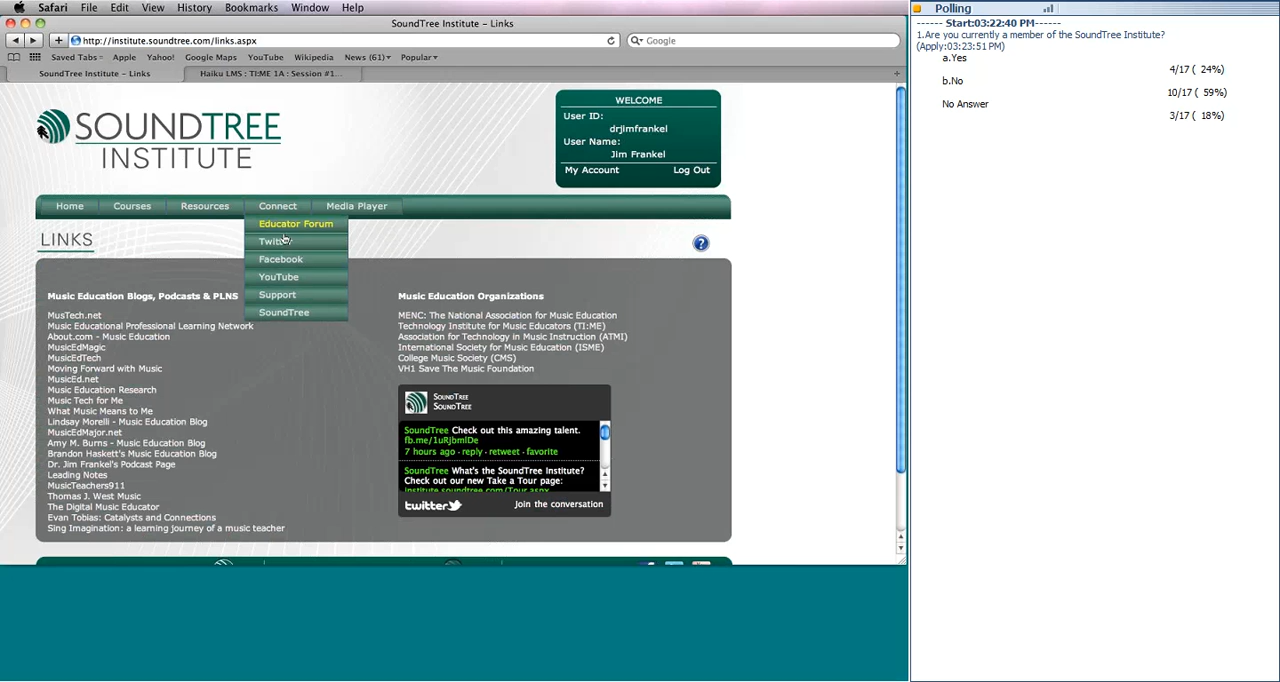 Safari File Edit View History Bookmarks Window Help
SoundTree Institute - Links
http://institute.soundtree.com/links.aspx
Google
Saved Tabs Apple Yahoo! Google Maps YouTube Wikipedia News (61) Popular
SoundTree Institute - Links
Haiku LMS : TI:ME 1A : Session #1...
SOUNDTREE
INSTITUTE
WELCOME
User ID:
drjimfrankel
User Name:
Jim Frankel
My Account Log Out
Home Courses Resources Connect Media Player
Educator Forum
Facebook
YouTube
Support
SoundTree
LINKS
?
Music Education Blogs, Podcasts & PLNS
MusTech.net
Music Educational Professional Learning Network
About.com - Music Education
MusicEdMagic
MusicEdTech
Moving Forward with Music
MusicEd.net
Music Education Research
Music Tech for Me
What Music Means to Me
Lindsay Morelli - Music Education Blog
MusicEdMajor.net
Amy M. Burns - Music Education Blog
Brandon Haskett's Music Education Blog
Dr. Jim Frankel's Podcast Page
Leading Notes
MusicTeachers911
Thomas J. West Music
The Digital Music Educator
Evan Tobias: Catalysts and Connections
Sing Imagination: a learning journey of a music teacher
Music Education Organizations
MENC: The National Association for Music Education
Technology Institute for Music Educators (TI:ME)
Association for Technology in Music Instruction (ATMI)
International Society for Music Education (ISME)
College Music Society (CMS)
VH1 Save The Music Foundation
SOUNDTREE
SOUNDTREE
SoundTree Check out this amazing talent.
fb.me/1uRjbmlDe
7 hours ago · reply · retweet · favorite
SoundTree What's the SoundTree Institute?
Check out our new Take a Tour page:
institute.soundtree.com/Tour.aspx
twitter Join the conversation
Polling
------ Start:03:22:40 PM------
1.Are you currently a member of the SoundTree Institute?
(Apply:03:23:51 PM)
a.Yes
4/17 ( 24%)
b.No
10/17 ( 59%)
No Answer
3/17 ( 18%)